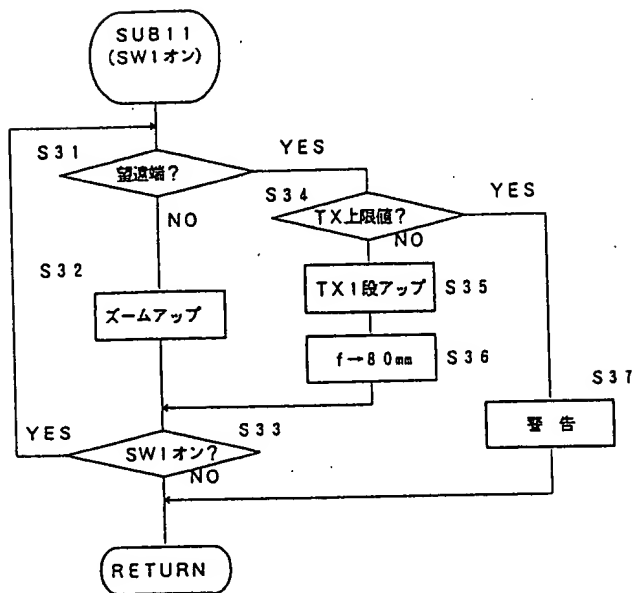 SUB11
(SW1オン)
S31
望遠端?
YES
NO
S34
TX上限値?
YES
NO
S32
ズームアップ
TX1段アップ
S35
f→80mm
S36
S37
警告
S33
SW1オン?
YES
NO
RETURN